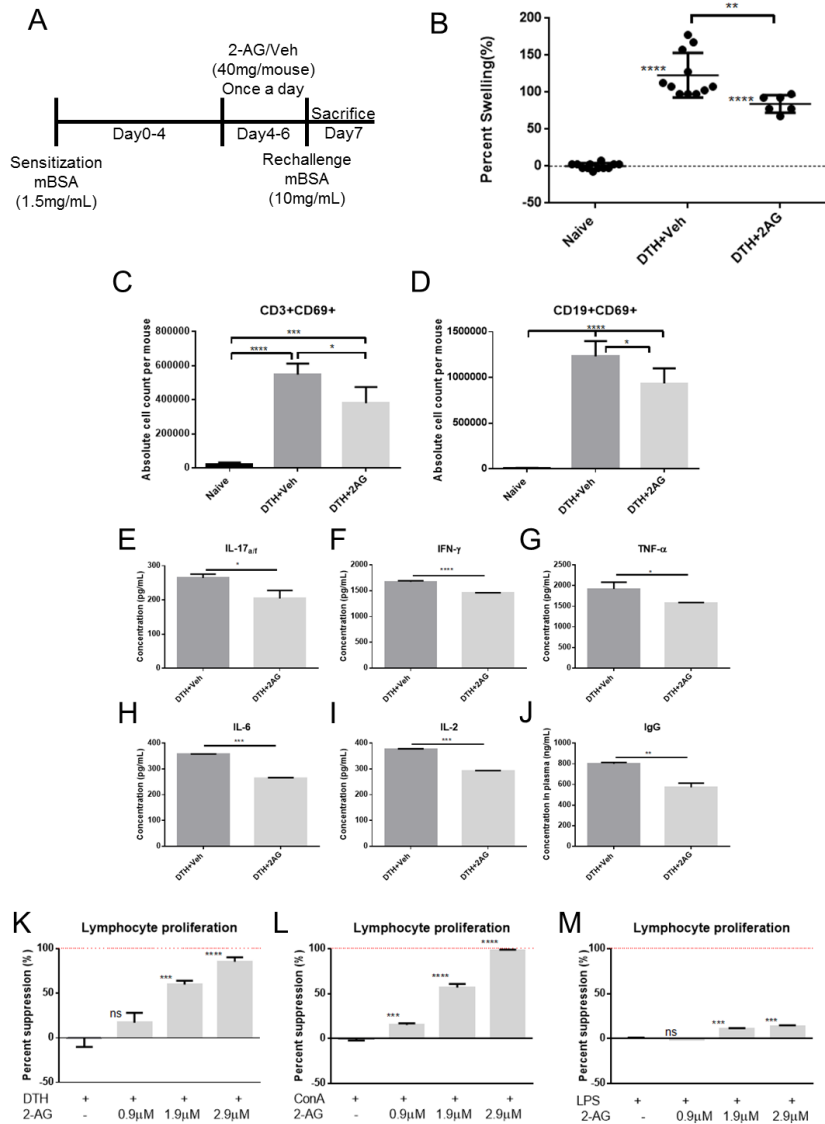 A
2-AG/Veh
(40mg/mouse)
Once a day
Sacrifice
Day0-4
Day4-6
Day7
Sensitization
mBSA
(1.5mg/mL)
Rechallenge
mBSA
(10mg/mL)
B
Percent Swelling(%)
200
150
100
50
0
-50
**
****
****
Naive
DTH+Veh
DTH+2AG
C
CD3+CD69+
Absolute cell count per mouse
800000
600000
400000
200000
0
***
****
*
Naive
DTH+Veh
DTH+2AG
D
CD19+CD69+
Absolute cell count per mouse
1500000
1000000
500000
0
****
*
Naive
DTH+Veh
DTH+2AG
E
IL-17a/f
Concentration (pg/mL)
300
200
100
0
*
DTH+Veh
DTH+2AG
F
IFN-γ
Concentration (pg/mL)
2000
1500
1000
500
0
****
DTH+Veh
DTH+2AG
G
TNF-α
Concentration (pg/mL)
2500
2000
1500
1000
500
0
*
DTH+Veh
DTH+2AG
H
IL-6
Concentration (pg/mL)
400
300
200
100
0
***
DTH+Veh
DTH+2AG
I
IL-2
Concentration (pg/mL)
400
300
200
100
0
***
DTH+Veh
DTH+2AG
J
IgG
Concentration in plasma (ng/mL)
1000
800
600
400
200
0
**
DTH+Veh
DTH+2AG
K
Lymphocyte proliferation
Percent suppression (%)
100
50
0
-50
ns
***
****
DTH + + + +
2-AG - 0.9µM 1.9µM 2.9µM
L
Lymphocyte proliferation
Percent suppression (%)
100
50
0
-50
***
****
****
ConA + + + +
2-AG - 0.9µM 1.9µM 2.9µM
M
Lymphocyte proliferation
Percent suppression (%)
100
50
0
-50
ns
***
***
LPS + + + +
2-AG - 0.9µM 1.9µM 2.9µM